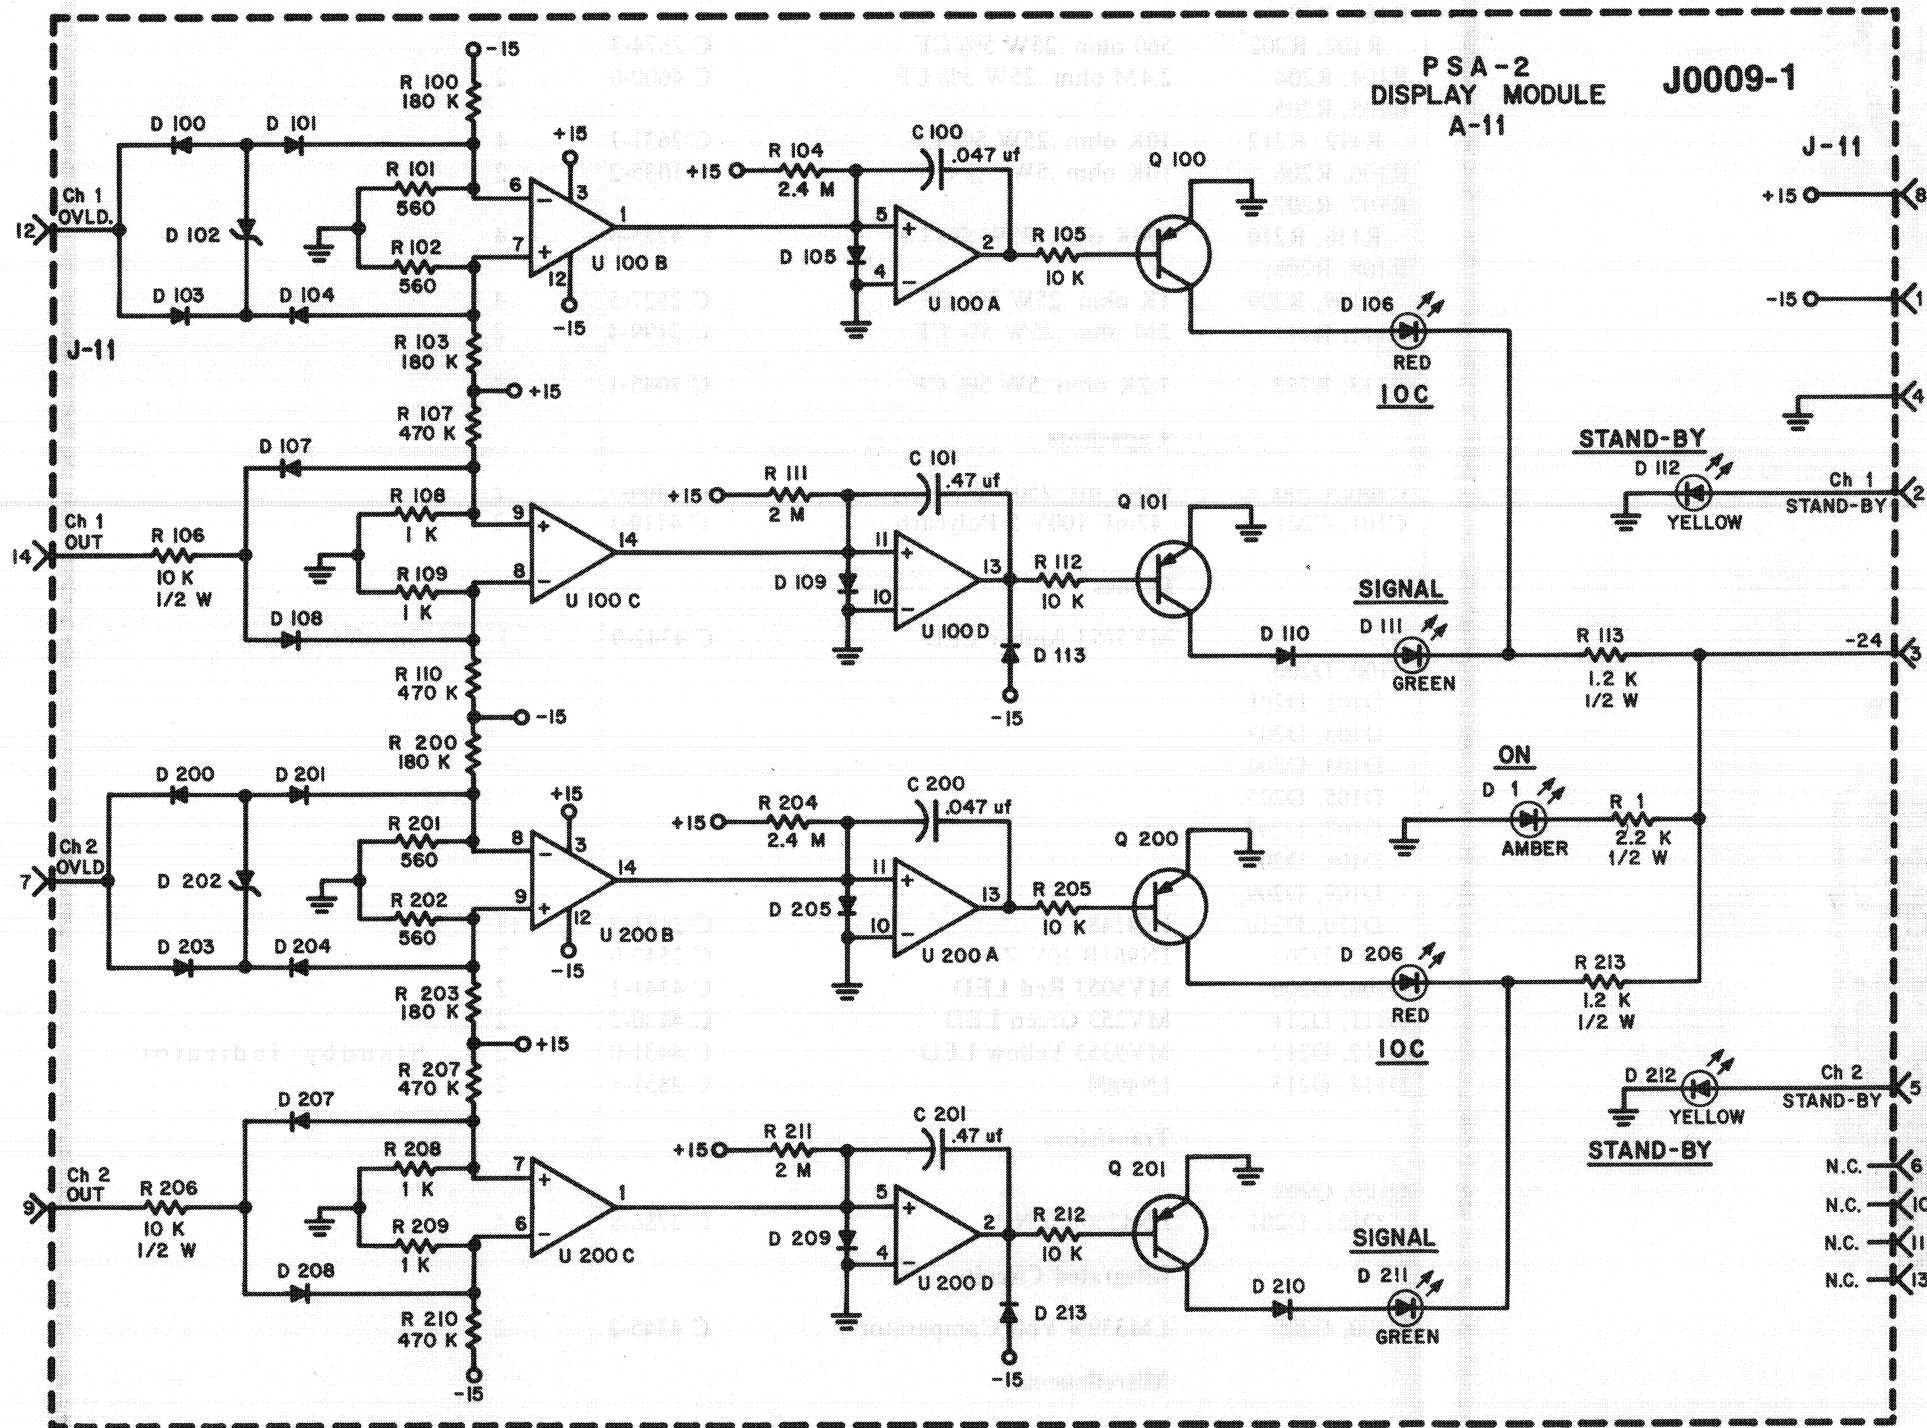 PSA-2
DISPLAY MODULE
A-11
J0009-1
-15
R 100
180 K
D 100
D 101
+15
R 101
560
6
3
1
Ch 1
OVLD.
12
D 102
R 102
560
7
12
U 100 B
-15
D 103
D 104
J-11
R 103
180 K
+15
+15
R 104
2.4 M
C 100
.047 uf
5
4
2
D 105
U 100 A
R 105
10 K
Q 100
D 106
RED
IOC
J-11
+15
8
-15
1
4
R 107
470 K
D 107
R 108
1 K
9
14
Ch 1
OUT
14
R 106
10 K
1/2 W
R 109
1 K
8
U 100 C
D 108
R 110
470 K
-15
+15
R 111
2 M
C 101
.47 uf
11
10
13
D 109
U 100 D
D 113
-15
R 112
10 K
Q 101
SIGNAL
D 110
D 111
GREEN
R 113
1.2 K
1/2 W
-24
3
STAND-BY
D 112
YELLOW
Ch 1
STAND-BY
2
ON
D 1
AMBER
R 1
2.2 K
1/2 W
R 200
180 K
D 200
D 201
+15
R 201
560
8
3
14
Ch 2
OVLD
7
D 202
R 202
560
9
12
U 200 B
-15
D 203
D 204
R 203
180 K
+15
+15
R 204
2.4 M
C 200
.047 uf
11
10
13
D 205
U 200 A
R 205
10 K
Q 200
D 206
RED
IOC
R 213
1.2 K
1/2 W
D 212
YELLOW
STAND-BY
Ch 2
STAND-BY
5
R 207
470 K
D 207
R 208
1 K
7
1
Ch 2
OUT
9
R 206
10 K
1/2 W
R 209
1 K
6
U 200 C
D 208
R 210
470 K
-15
+15
R 211
2 M
C 201
.47 uf
5
4
2
D 209
U 200 D
D 213
-15
R 212
10 K
Q 201
SIGNAL
D 210
D 211
GREEN
N.C. 6
N.C. 10
N.C. 11
N.C. 13